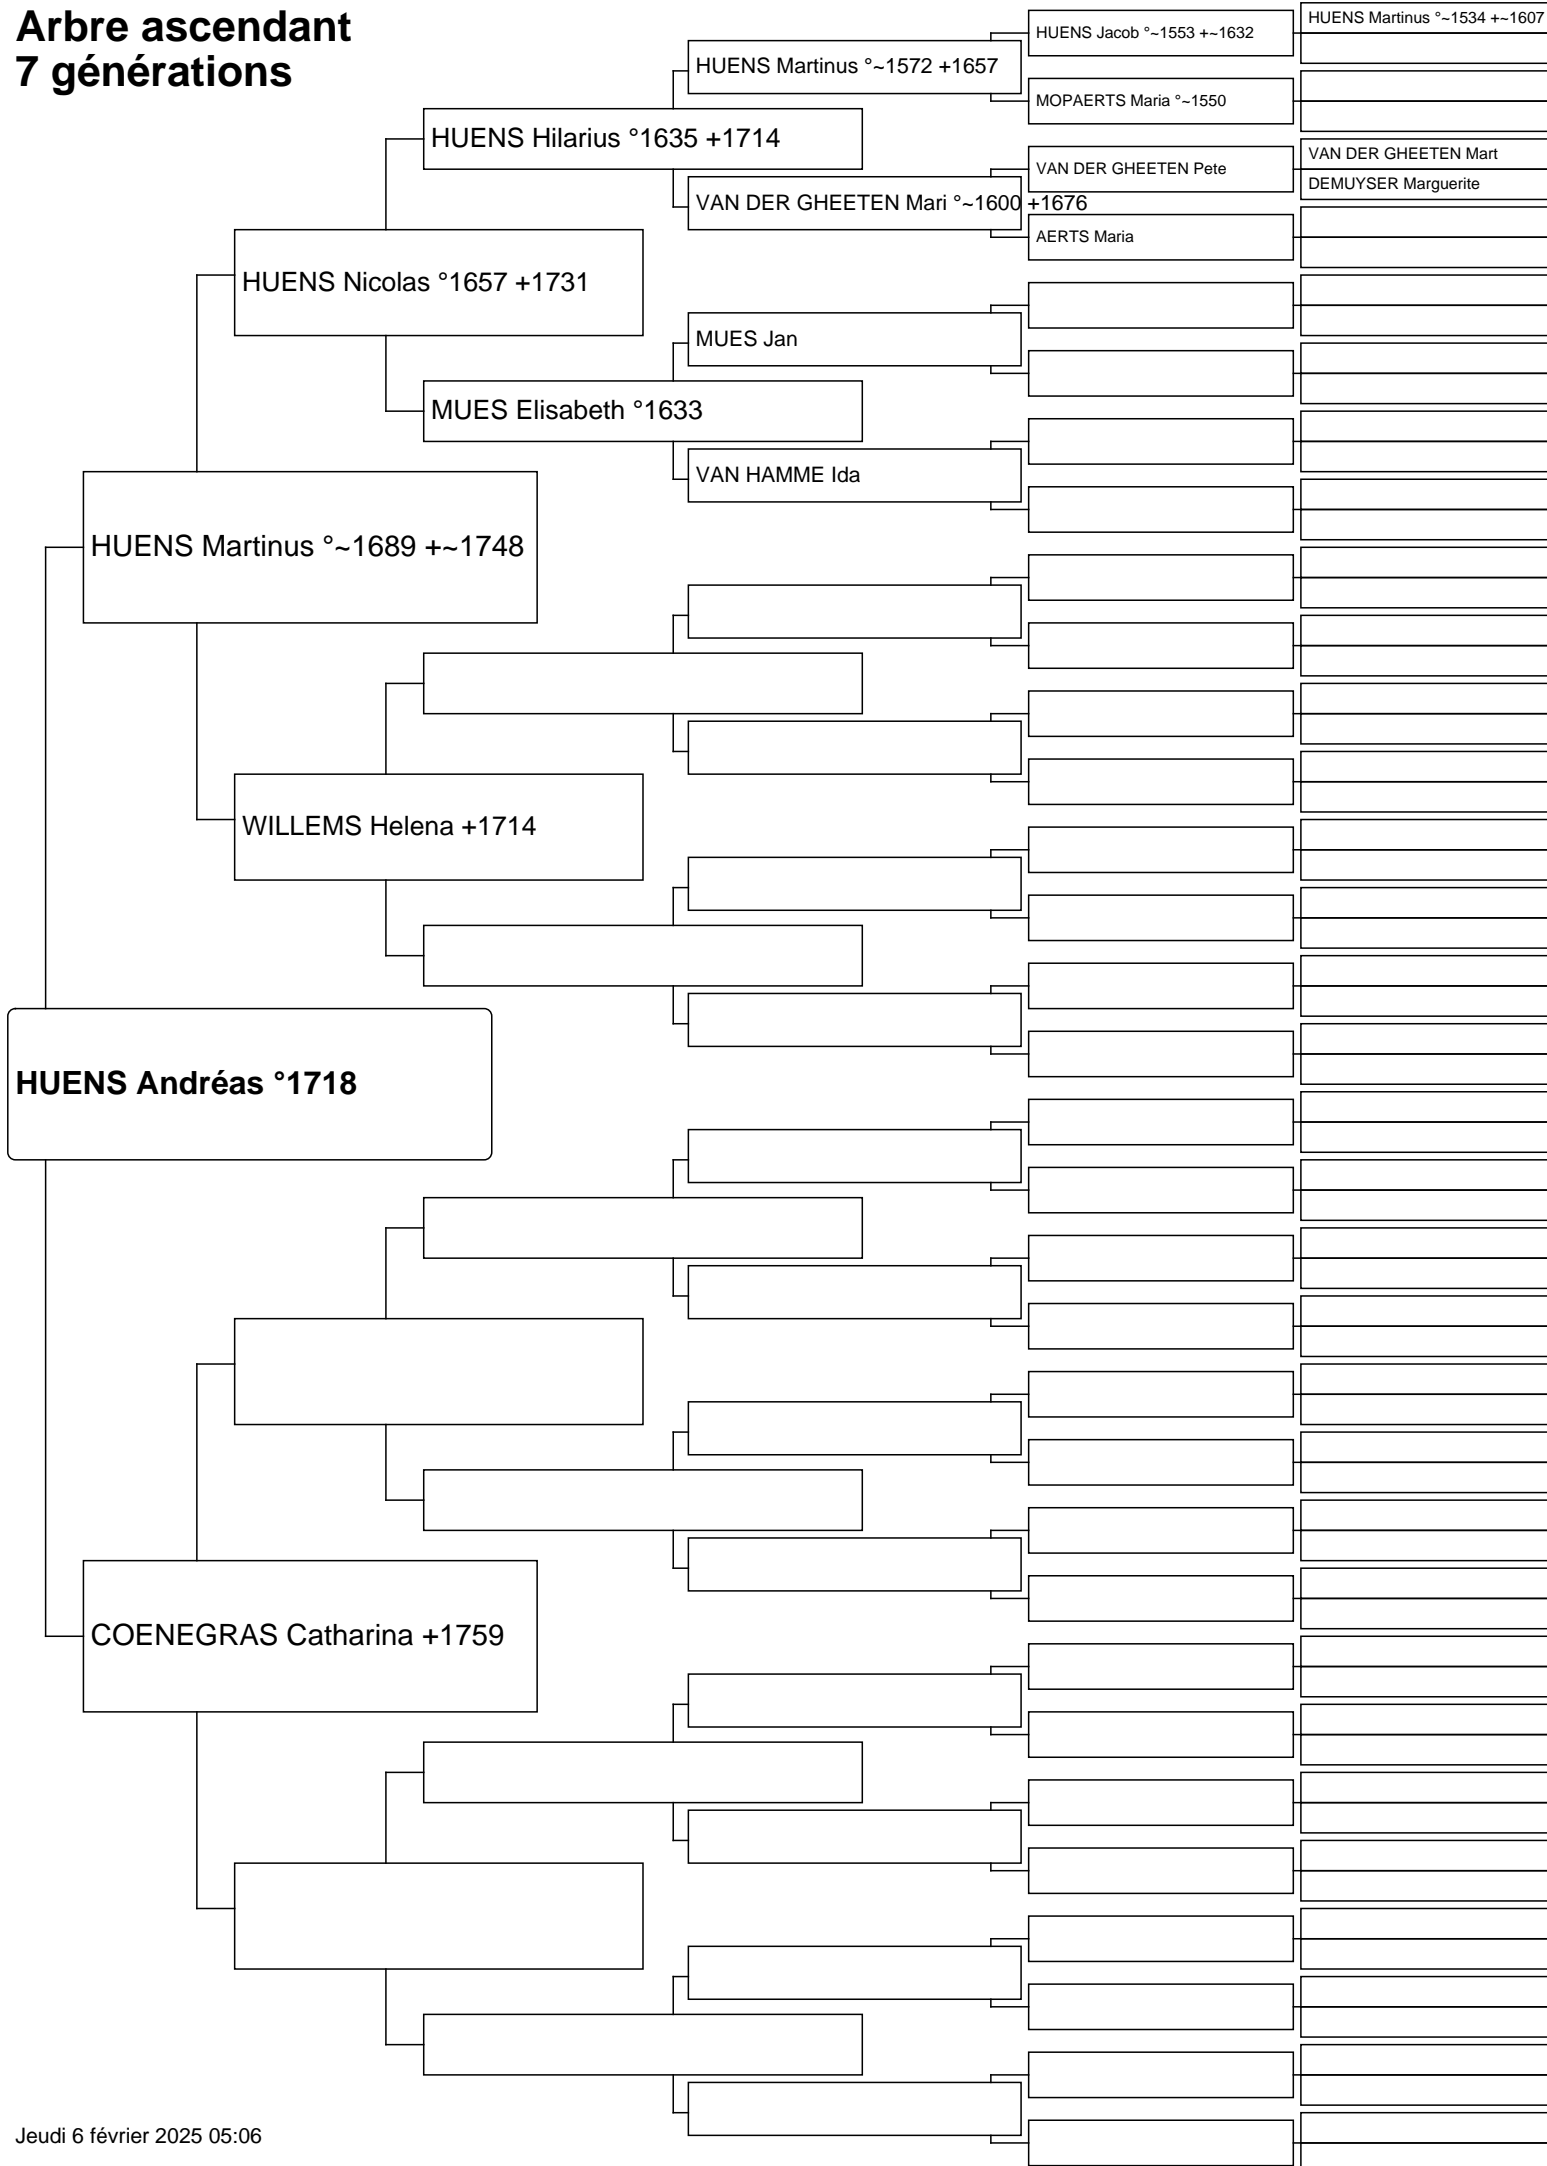 Arbre ascendant
7 générations
HUENS Martinus °~1534 +~1607
HUENS Jacob °~1553 +~1632
HUENS Martinus °~1572 +1657
MOPAERTS Maria °~1550
HUENS Hilarius °1635 +1714
VAN DER GHEETEN Mart
VAN DER GHEETEN Pete
DEMUYSER Marguerite
VAN DER GHEETEN Mari °~1600 +1676
AERTS Maria
HUENS Nicolas °1657 +1731
MUES Jan
MUES Elisabeth °1633
VAN HAMME Ida
HUENS Martinus °~1689 +~1748
WILLEMS Helena +1714
HUENS Andréas °1718
COENEGRAS Catharina +1759
Jeudi 6 février 2025 05:06